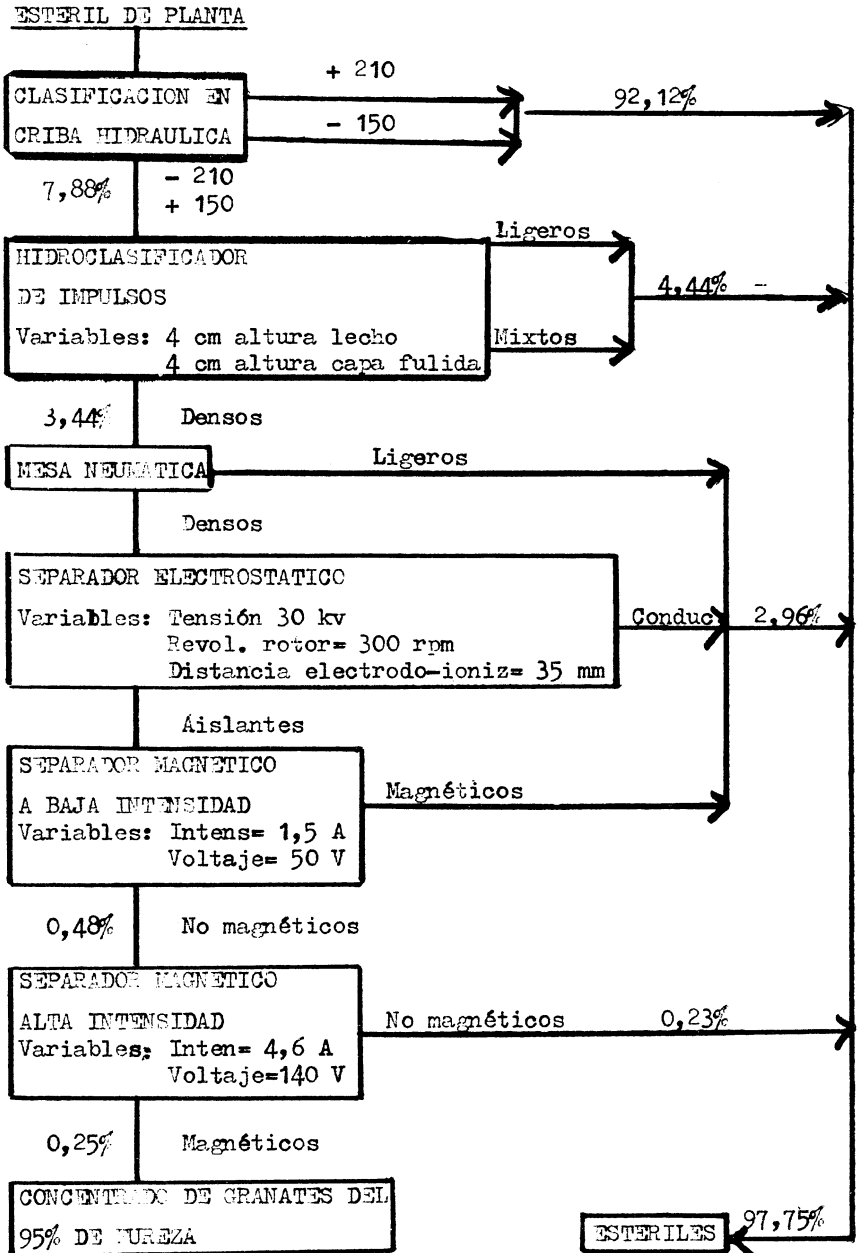 ESTERIL DE PLANTA
+ 210
CLASIFICACION EN
92,12%
- 150
CRIBA HIDRAULICA
7,88%
- 210
+ 150
Ligeros
HIDROCLASIFICADOR
DE IMPULSOS
4,44% -
Variables: 4 cm altura lecho
Mixtos
4 cm altura capa fulida
3,44%
Densos
MESA NEUMATICA
Ligeros
Densos
SEPARADOR ELECTROSTATICO
Variables: Tensión 30 kv
Conduc
2,96%
Revol. rotor= 300 rpm
Distancia electrodo-ioniz= 35 mm
Aislantes
SEPARADOR MAGNETICO
Magnéticos
A BAJA INTENSIDAD
Variables: Intens= 1,5 A
Voltaje= 50 V
0,48%
No magnéticos
SEPARADOR MAGNETICO
ALTA INTENSIDAD
No magnéticos
0,23%
Variables: Inten= 4,6 A
Voltaje=140 V
0,25%
Magnéticos
CONCENTRADO DE GRANATES DEL
95% DE PUREZA
ESTERILES
97,75%